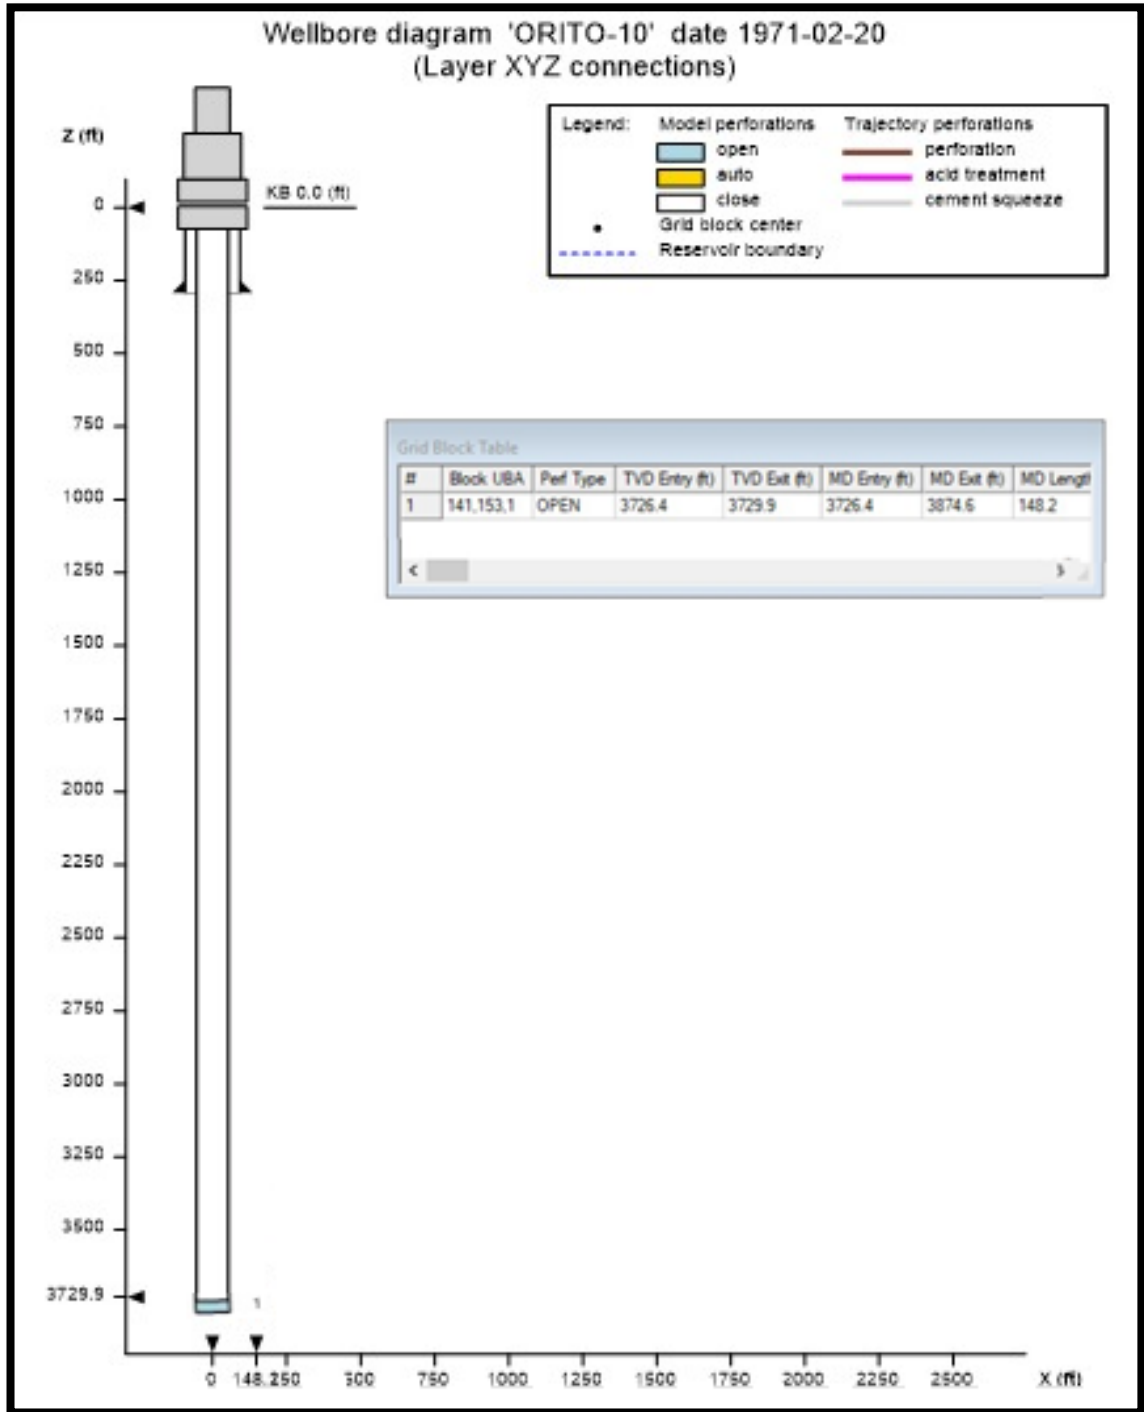 Wellbore diagram 'ORITO-10' date 1971-02-20
(Layer XYZ connections)
Z (ft)
KB 0.0 (ft)
Legend: Model perforations Trajectory perforations
open perforation
auto acid treatment
close cement squeeze
Grid block center
Reservoir boundary
0
250
500
750
1000
1250
1500
1750
2000
2250
2500
2750
3000
3250
3500
3729.9
Grid Block Table
# Block UBA Perf Type TVD Entry (ft) TVD Exit (ft) MD Entry (ft) MD Exit (ft) MD Length
1 141,153,1 OPEN 3726.4 3729.9 3726.4 3874.6 148.2
1
0 148.250 500 750 1000 1250 1500 1750 2000 2250 2500 X (ft)